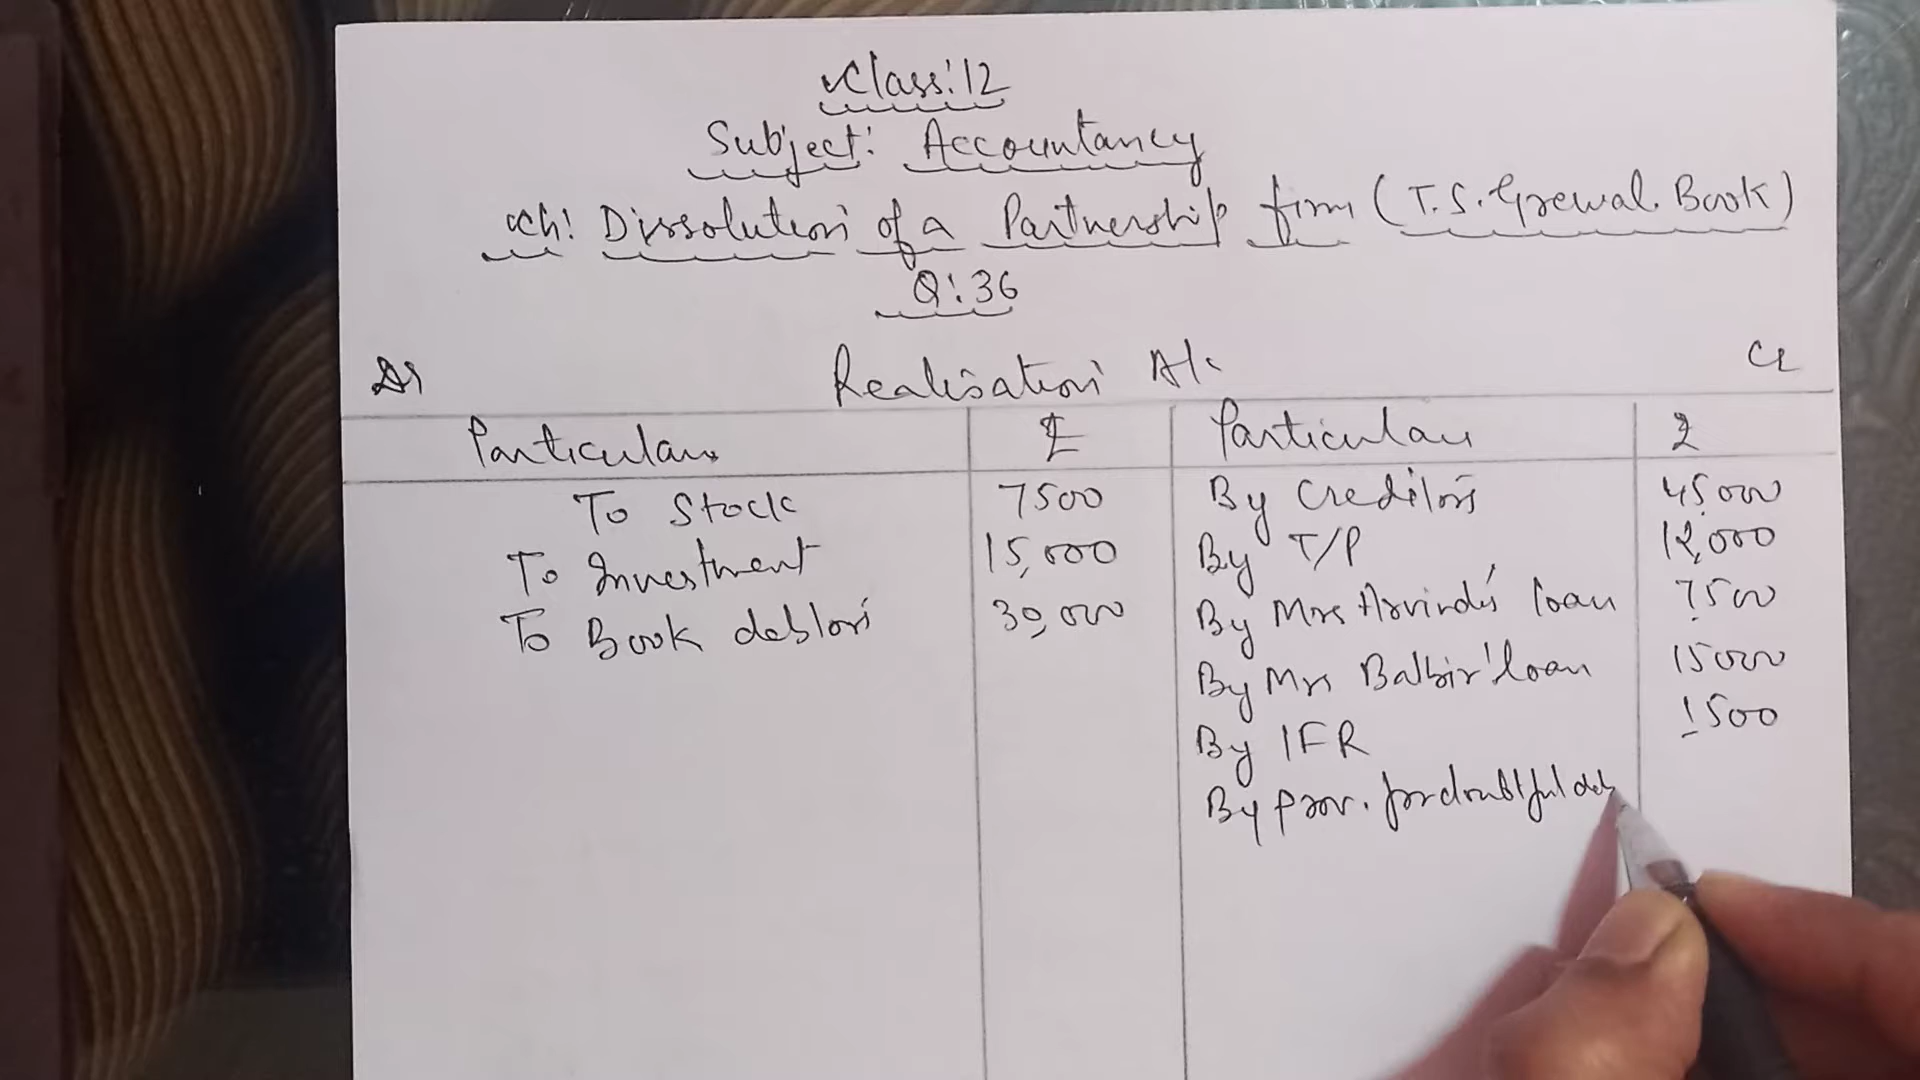 Class: 12
Subject: Accountancy
Ch: Dissolution of a Partnership firm (T.S. Grewal. Book)
Q: 36
Dr Realisation A/c Cr
Particulars ₹ Particulars ₹
To Stock 7500 By Creditors 45000
To Investment 15,000 By T/P 12,000
To Book debtors 30,000 By Mrs Arvind's loan 7500
By Mrs Balbir' loan 15000
By IFR 1500
By prov. for doubtful deb